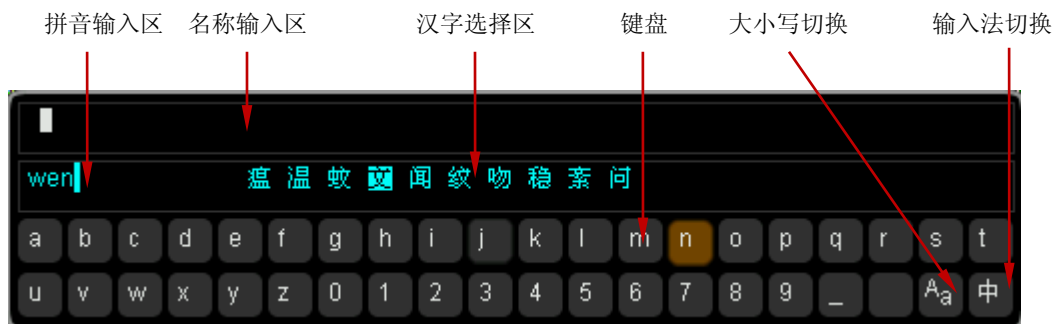 拼音输入区 名称输入区 汉字选择区 键盘 大小写切换 输入法切换
wen 瘟 温 蚊 文 闻 纹 吻 稳 紊 问
a b c d e f g h i j k l m n o p q r s t
u v w x y z 0 1 2 3 4 5 6 7 8 9 _ Aa 中